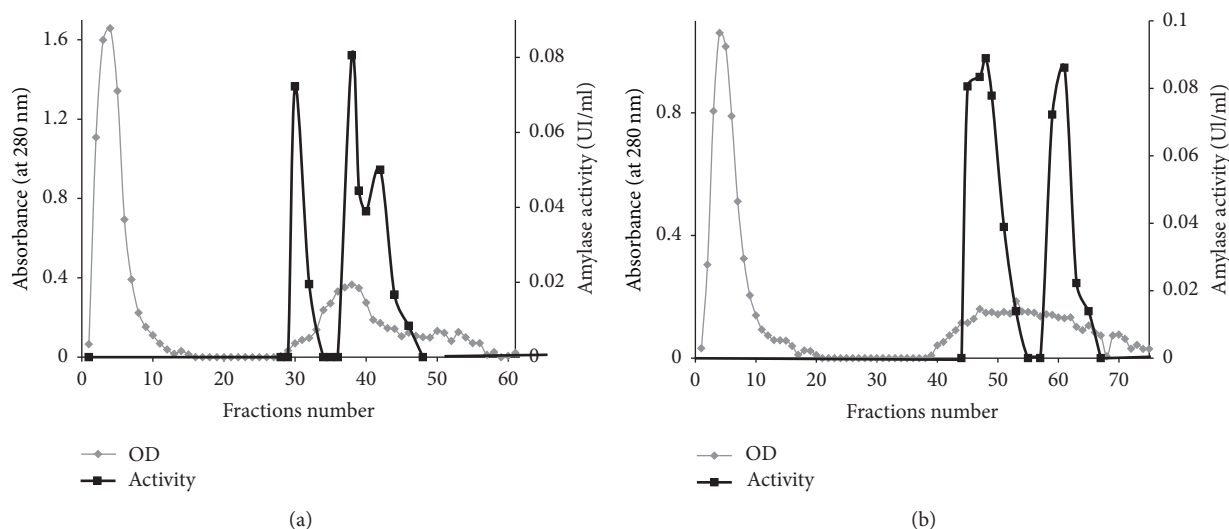 1.6
1.2
0.8
0.4
0
Absorbance (at 280 nm)
0.08
0.06
0.04
0.02
0
Amylase activity (UI/ml)
0 10 20 30 40 50 60
Fractions number
OD
Activity
(a)
0.8
0.4
0
Absorbance (at 280 nm)
0.1
0.08
0.06
0.04
0.02
0
Amylase activity (UI/ml)
0 10 20 30 40 50 60 70
Fractions number
OD
Activity
(b)